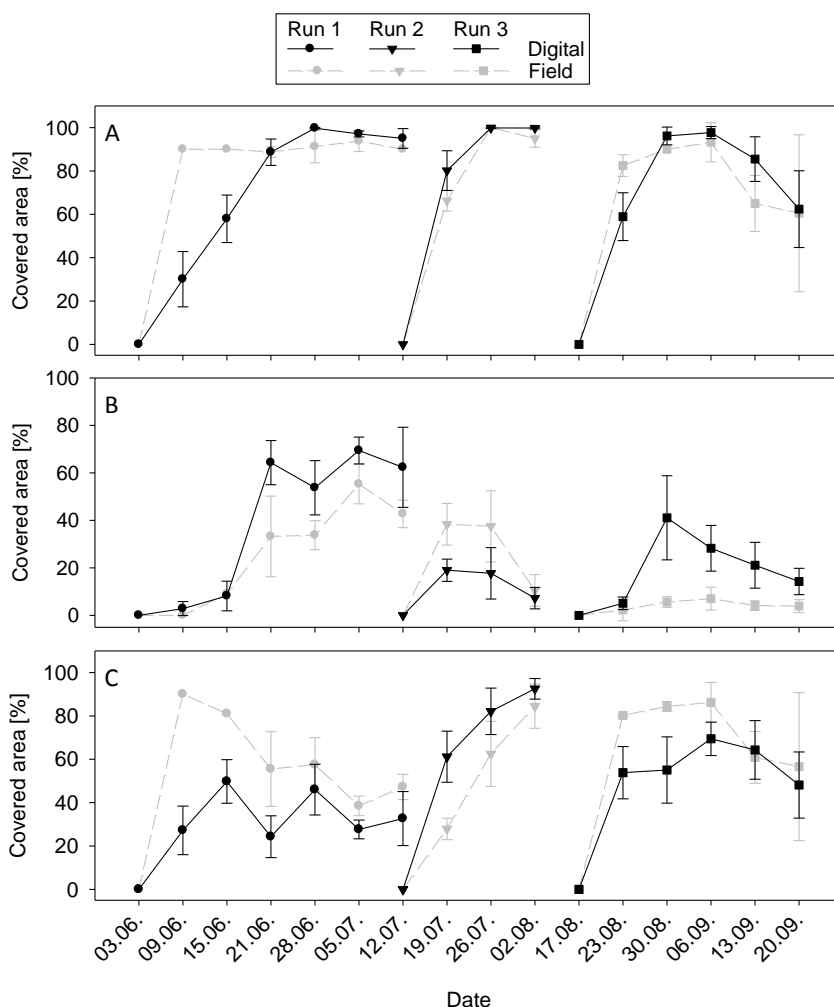 Run 1 Run 2 Run 3
Digital
Field
A
Covered area [%]
100
80
60
40
20
0
B
Covered area [%]
100
80
60
40
20
0
C
Covered area [%]
100
80
60
40
20
0
03.06. 09.06. 15.06. 21.06. 28.06. 05.07. 12.07. 19.07. 26.07. 02.08. 17.08. 23.08. 30.08. 06.09. 13.09. 20.09.
Date